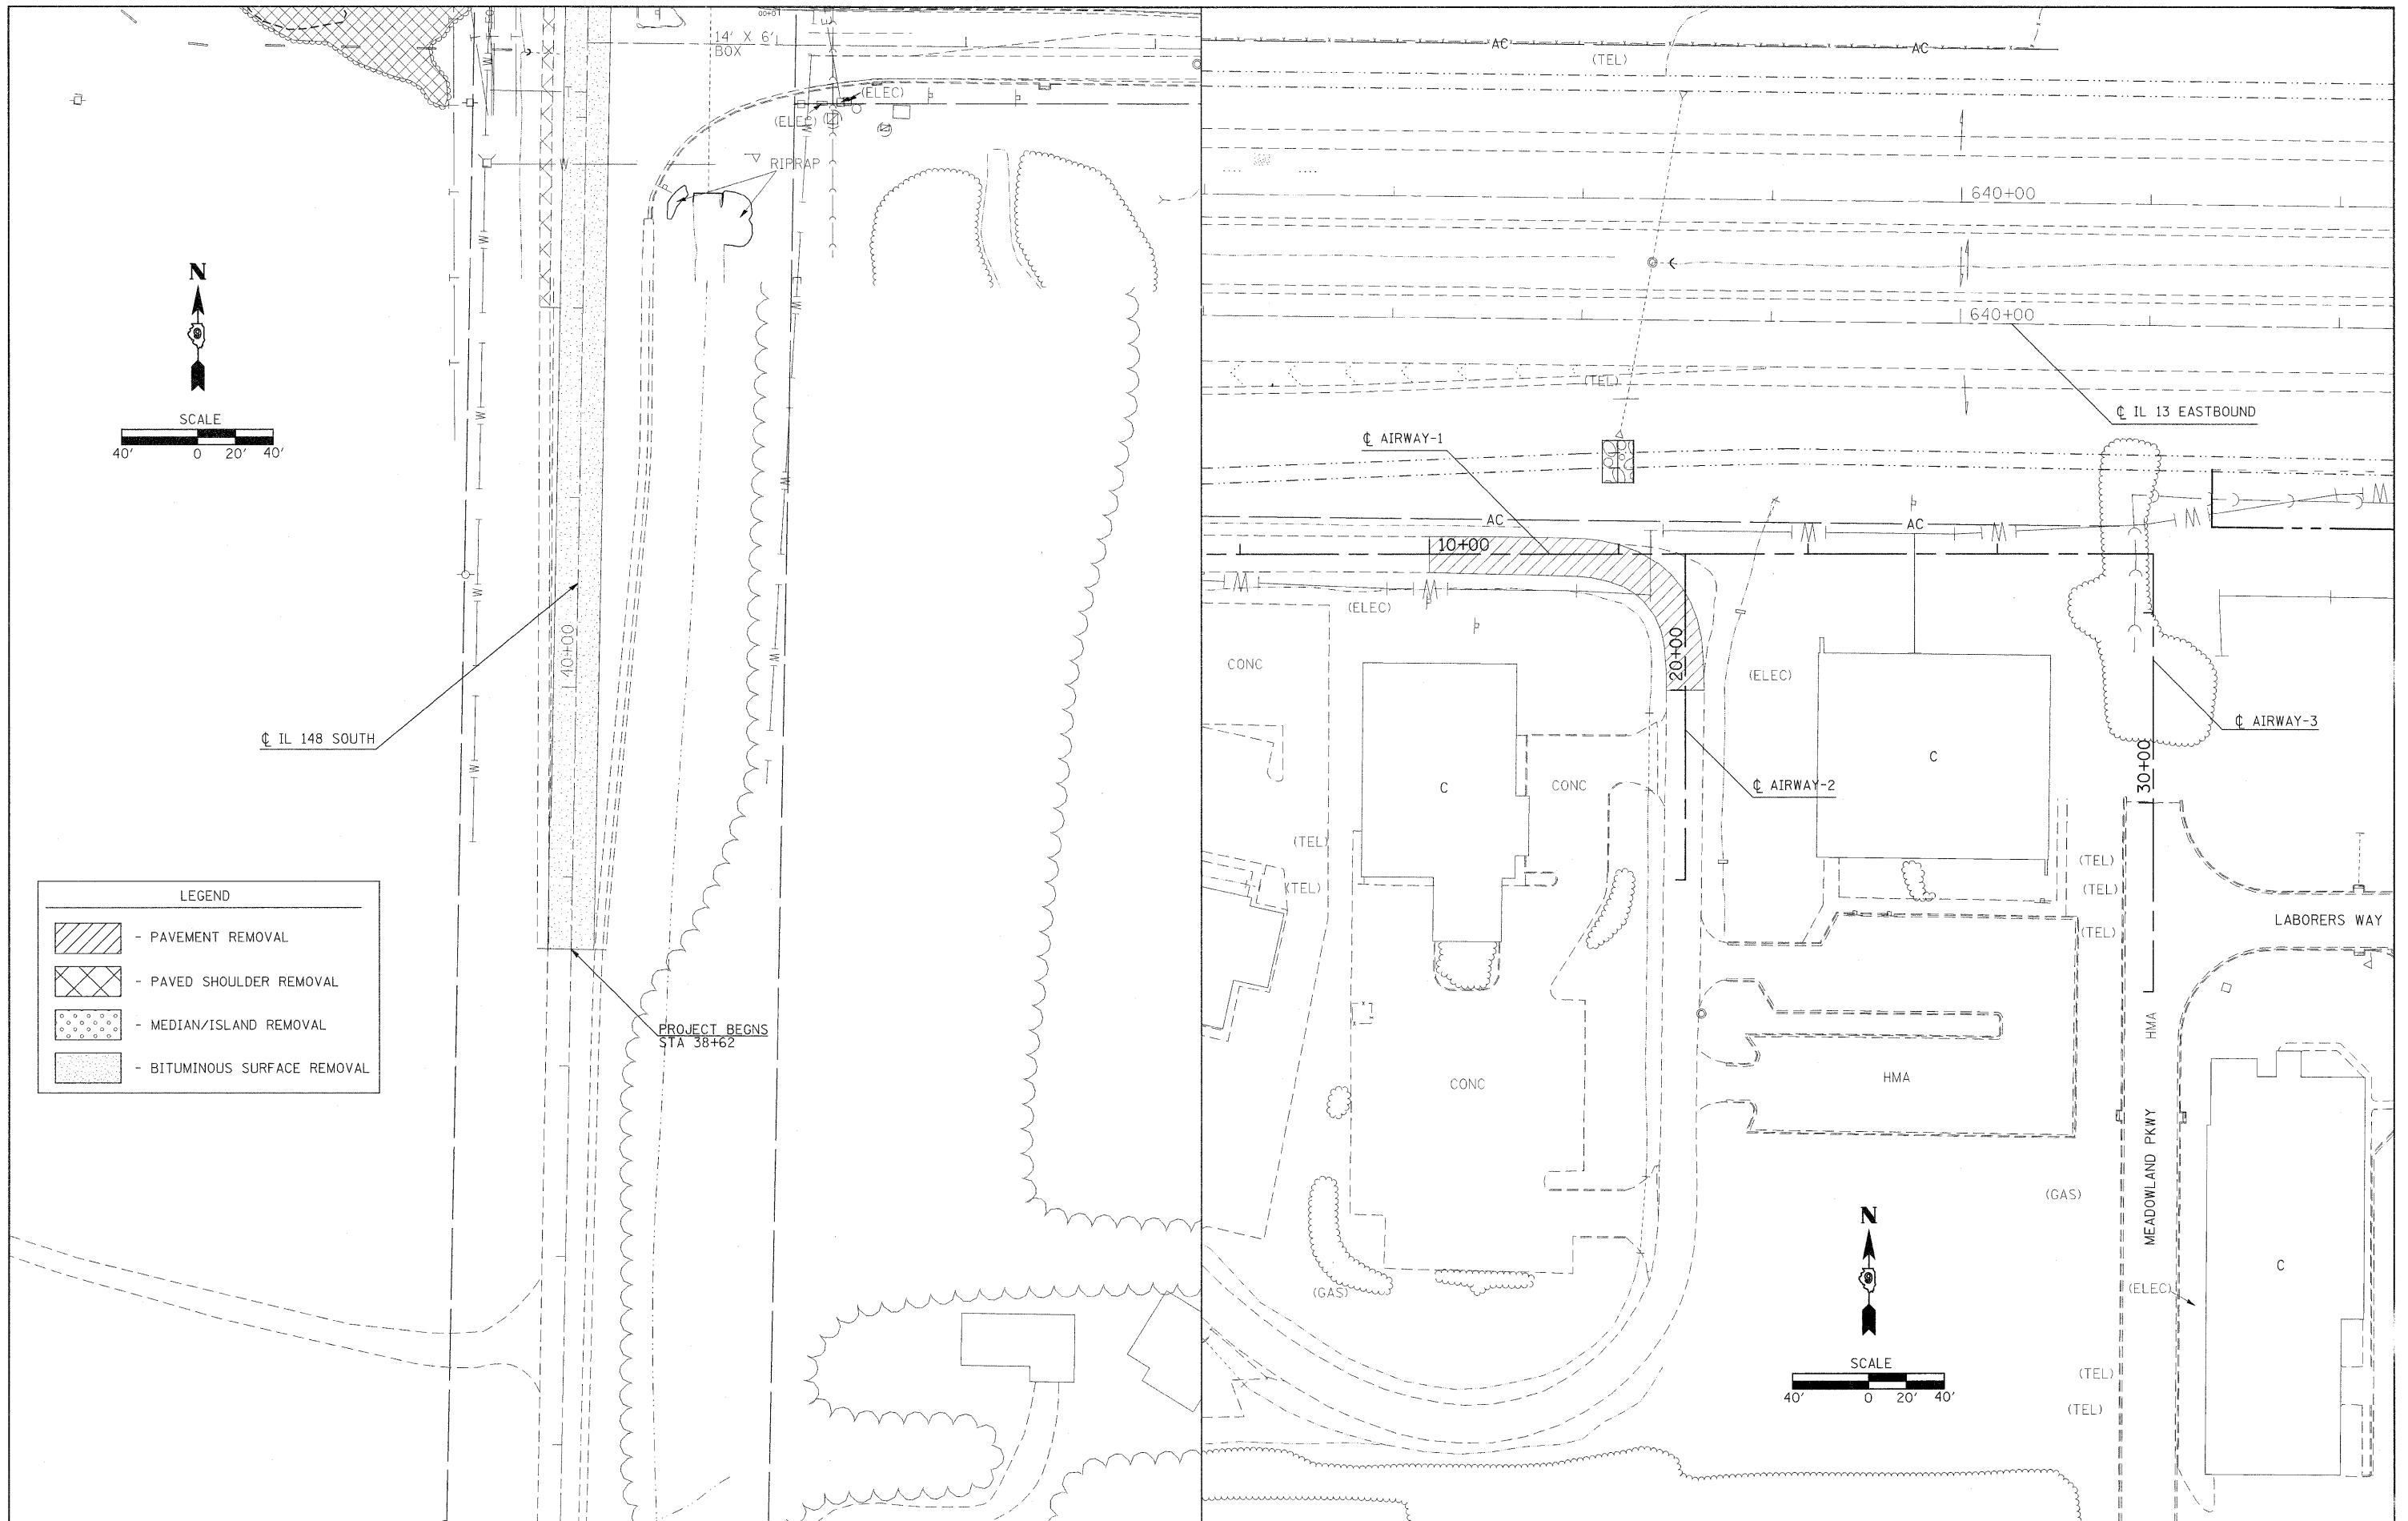 14' X 6'
BOX
(ELEC)
(ELEC)
RIPRAP
W
W
W
W
W
W
W
W
W
W
W
W
N
SCALE
40' 0 20' 40'
40+00
℄ IL 148 SOUTH
LEGEND
- PAVEMENT REMOVAL
- PAVED SHOULDER REMOVAL
- MEDIAN/ISLAND REMOVAL
- BITUMINOUS SURFACE REMOVAL
PROJECT BEGNS
STA 38+62
AC
AC
(TEL)
640+00
640+00
(TEL)
℄ IL 13 EASTBOUND
℄ AIRWAY-1
AC
AC
10+00
(ELEC)
20+00
CONC
(ELEC)
℄ AIRWAY-3
30+00
C
CONC
℄ AIRWAY-2
C
(TEL)
(TEL)
(TEL)
(TEL)
(TEL)
LABORERS WAY
HMA
CONC
HMA
MEADOWLAND PKWY
(GAS)
(GAS)
N
(ELEC)
C
SCALE
40' 0 20' 40'
(TEL)
(TEL)